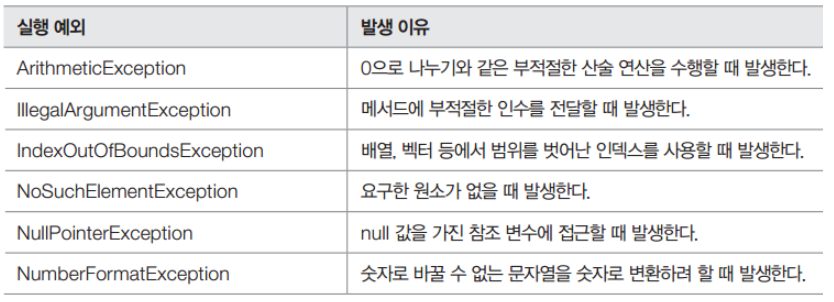 실행 예외 발생 이유
ArithmeticException 0으로 나누기와 같은 부적절한 산술 연산을 수행할 때 발생한다.
IllegalArgumentException 메서드에 부적절한 인수를 전달할 때 발생한다.
IndexOutOfBoundsException 배열, 벡터 등에서 범위를 벗어난 인덱스를 사용할 때 발생한다.
NoSuchElementException 요구한 원소가 없을 때 발생한다.
NullPointerException null 값을 가진 참조 변수에 접근할 때 발생한다.
NumberFormatException 숫자로 바꿀 수 없는 문자열을 숫자로 변환하려 할 때 발생한다.